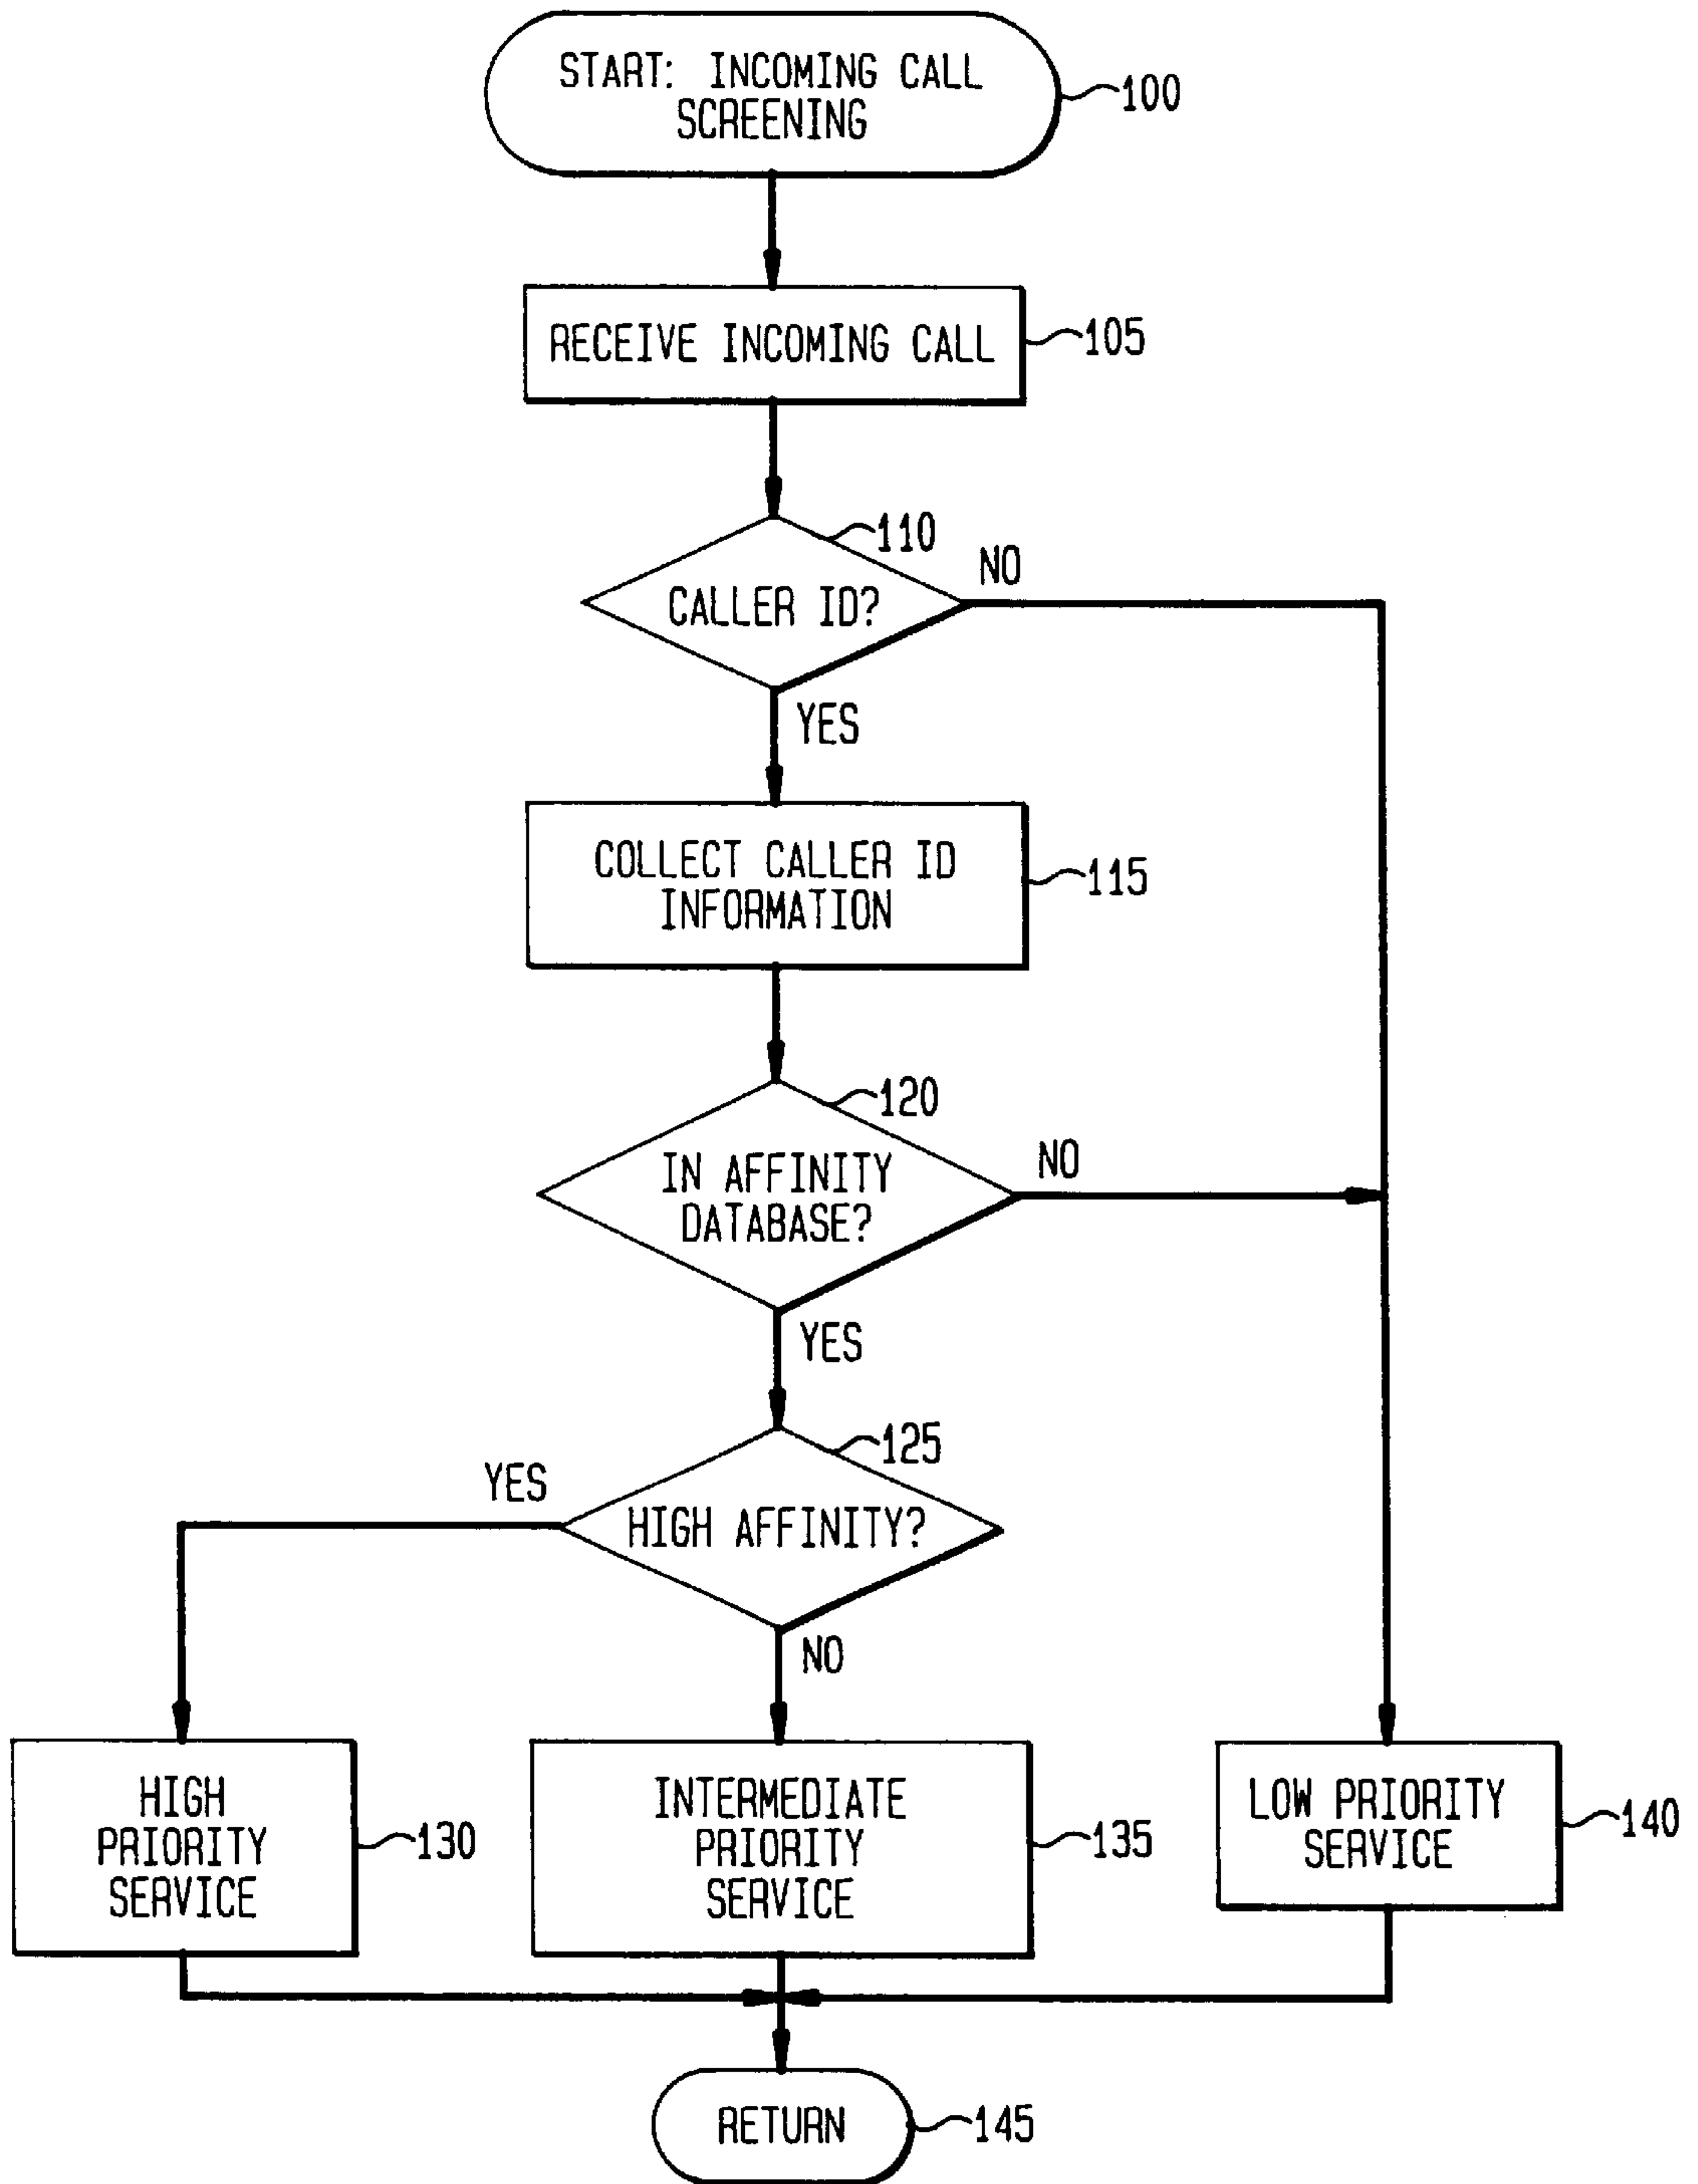 START: INCOMING CALL
SCREENING
100
RECEIVE INCOMING CALL
105
110
CALLER ID?
NO
YES
COLLECT CALLER ID
INFORMATION
115
120
IN AFFINITY
DATABASE?
NO
YES
125
YES
HIGH AFFINITY?
NO
HIGH
PRIORITY
SERVICE
130
INTERMEDIATE
PRIORITY
SERVICE
135
LOW PRIORITY
SERVICE
140
RETURN
145